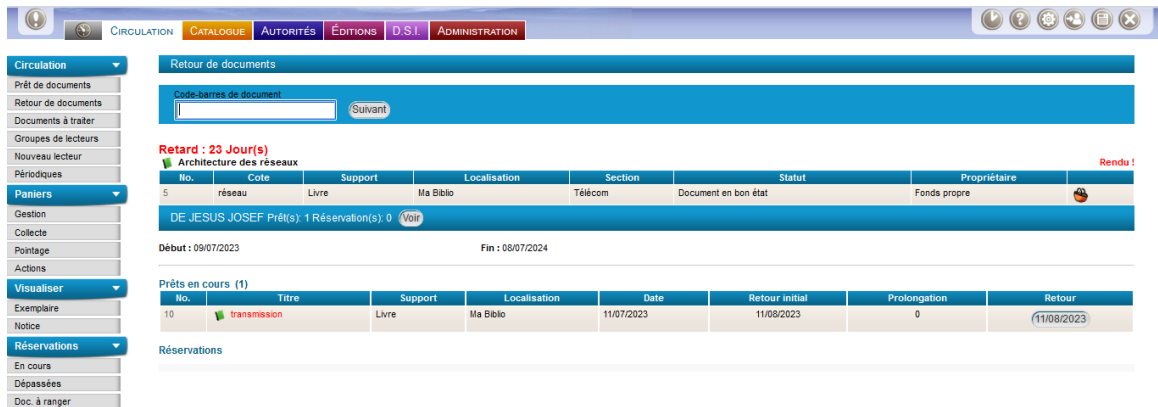 CIRCULATION CATALOGUE AUTORITÉS ÉDITIONS D.S.I. ADMINISTRATION
Circulation
Prêt de documents
Retour de documents
Documents à traiter
Groupes de lecteurs
Nouveau lecteur
Périodiques
Paniers
Gestion
Collecte
Pointage
Actions
Visualiser
Exemplaire
Notice
Réservations
En cours
Dépassées
Doc. à ranger
Retour de documents
Code-barres de document
Suivant
Retard : 23 Jour(s)
Architecture des réseaux Rendu !
No. Cote Support Localisation Section Statut Propriétaire
5 réseau Livre Ma Biblio Télécom Document en bon état Fonds propre
DE JESUS JOSEF Prêt(s): 1 Réservation(s): 0 Voir
Début : 09/07/2023 Fin : 08/07/2024
Prêts en cours (1)
No. Titre Support Localisation Date Retour initial Prolongation Retour
10 transmission Livre Ma Biblio 11/07/2023 11/08/2023 0 11/08/2023
Réservations